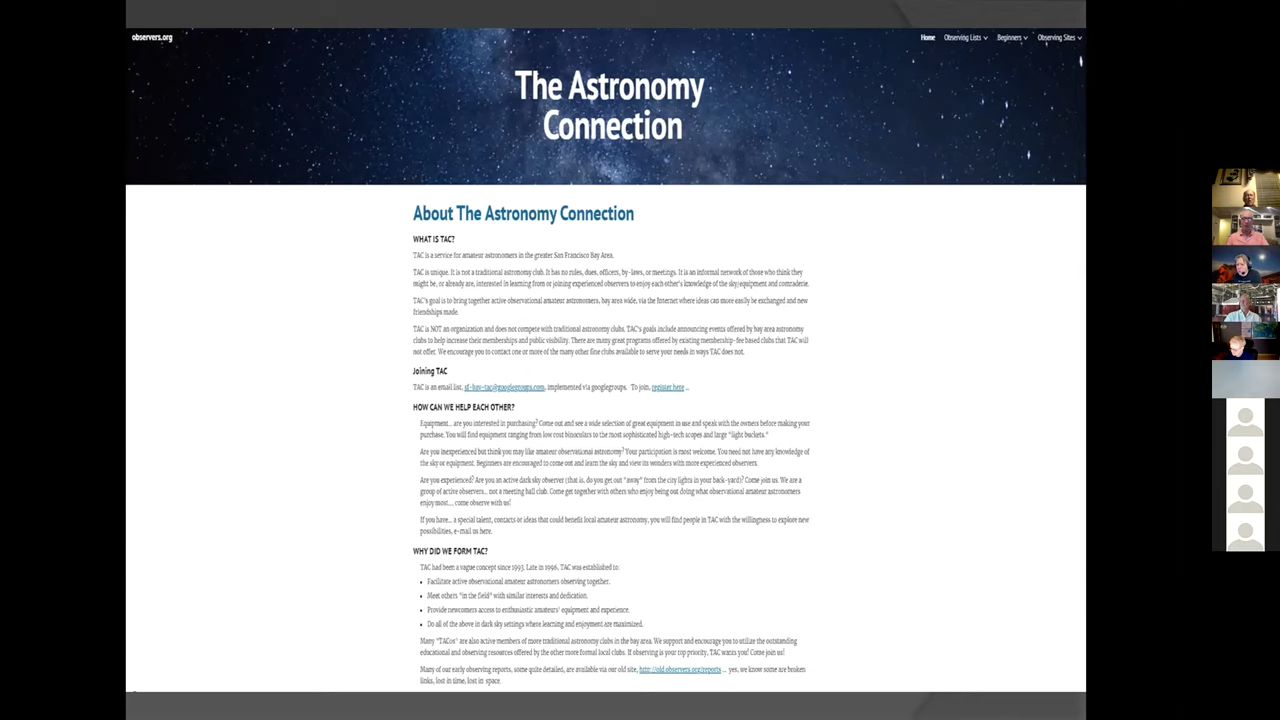 observers.org
Home
Observing Lists
Beginners
Observing Sites
The Astronomy
Connection
About The Astronomy Connection
WHAT IS TAC?
TAC is a service for amateur astronomers in the greater San Francisco Bay Area.
TAC is unique. It is not a traditional astronomy club. It has no rules, dues, officers, by-laws, or meetings. It is an informal network of those who think they
might be, or already are, interested in learning from or joining experienced observers to enjoy each other's knowledge of the sky/equipment and comraderie.
TAC's goal is to bring together active observational amateur astronomers, bay area wide, via the Internet where ideas can more easily be exchanged and new
friendships made.
TAC is NOT an organization and does not compete with traditional astronomy clubs. TAC's goals include announcing events offered by bay area astronomy
clubs to help increase their memberships and public visibility. There are many great programs offered by existing membership-fee based clubs that TAC will
not offer. We encourage you to contact one or more of the many other fine clubs available to serve your needs in ways TAC does not.
Joining TAC
TAC is an email list, sf-bay-tac@googlegroups.com, implemented via googlegroups. To join, register here ..
HOW CAN WE HELP EACH OTHER?
Equipment... are you interested in purchasing? Come out and see a wide selection of great equipment in use and speak with the owners before making your
purchase. You will find equipment ranging from low cost binoculars to the most sophisticated high-tech scopes and large "light buckets."
Are you inexperienced but think you may like amateur observational astronomy? Your participation is most welcome. You need not have any knowledge of
the sky or equipment. Beginners are encouraged to come out and learn the sky and view its wonders with more experienced observers.
Are you experienced? Are you an active dark sky observer (that is, do you get out "away" from the city lights in your back-yard)? Come join us. We are a
group of active observers... not a meeting hall club. Come get together with others who enjoy being out doing what observational amateur astronomers
enjoy most.... come observe with us!
If you have... a special talent, contacts or ideas that could benefit local amateur astronomy, you will find people in TAC with the willingness to explore new
possibilities, e-mail us here.
WHY DID WE FORM TAC?
TAC had been a vague concept since 1993. Late in 1996, TAC was established to:
• Facilitate active observational amateur astronomers observing together.
• Meet others "in the field" with similar interests and dedication.
• Provide newcomers access to enthusiastic amateurs' equipment and experience.
• Do all of the above in dark sky settings where learning and enjoyment are maximized.
Many "TACos" are also active members of more traditional astronomy clubs in the bay area. We support and encourage you to utilize the outstanding
educational and observing resources offered by the other more formal local clubs. If observing is your top priority, TAC wants you! Come join us!
Many of our early observing reports, some quite detailed, are available via our old site, http://old.observers.org/reports ... yes, we know some are broken
links, lost in time, lost in space.